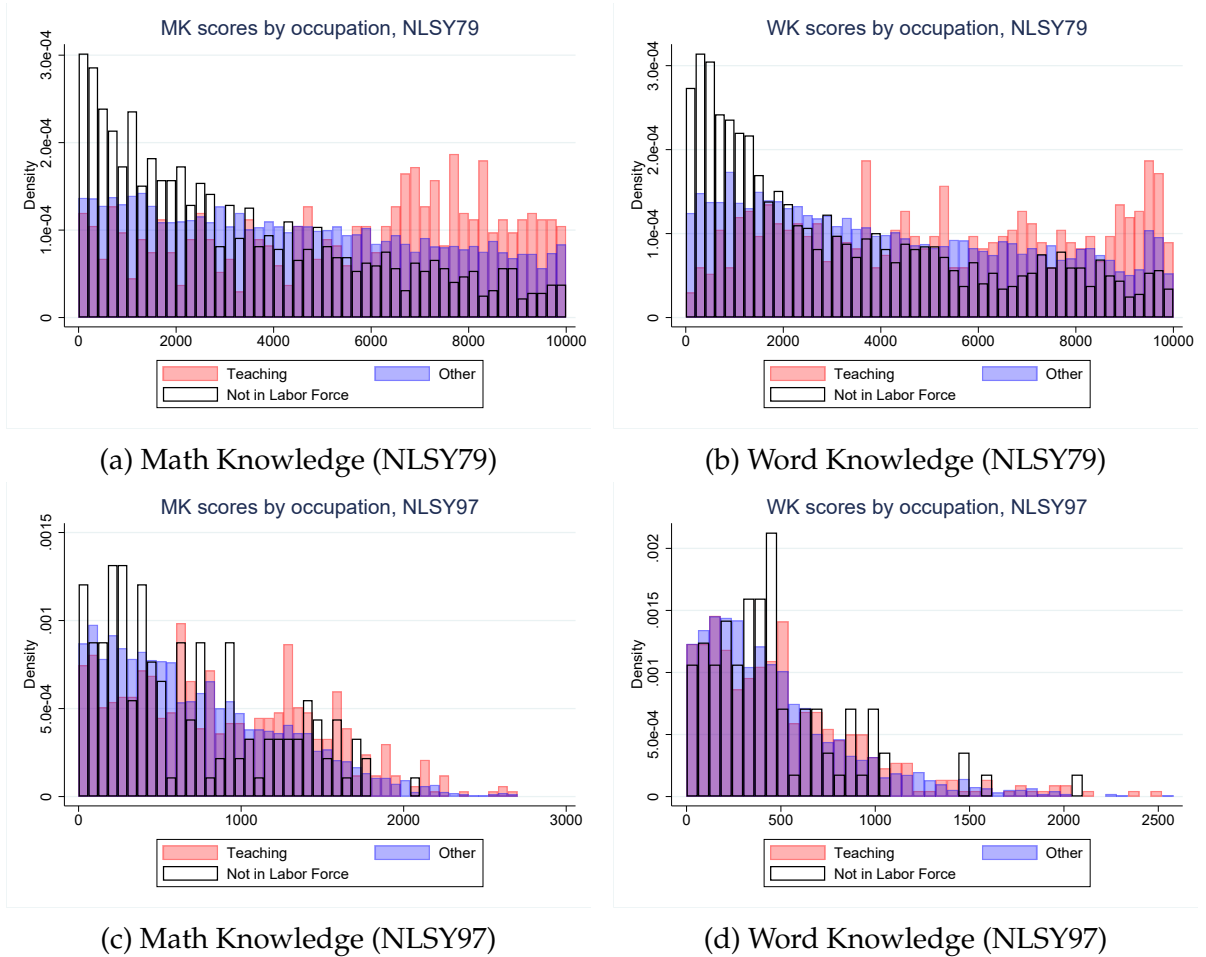 MK scores by occupation, NLSY79
Density
3.0e-04
2.0e-04
1.0e-04
0
0 2000 4000 6000 8000 10000
Teaching Other
Not in Labor Force
(a) Math Knowledge (NLSY79)
WK scores by occupation, NLSY79
Density
3.0e-04
2.0e-04
1.0e-04
0
0 2000 4000 6000 8000 10000
Teaching Other
Not in Labor Force
(b) Word Knowledge (NLSY79)
MK scores by occupation, NLSY97
Density
.0015
.001
5.0e-04
0
0 1000 2000 3000
Teaching Other
Not in Labor Force
(c) Math Knowledge (NLSY97)
WK scores by occupation, NLSY97
Density
.002
.0015
.001
5.0e-04
0
0 500 1000 1500 2000 2500
Teaching Other
Not in Labor Force
(d) Word Knowledge (NLSY97)